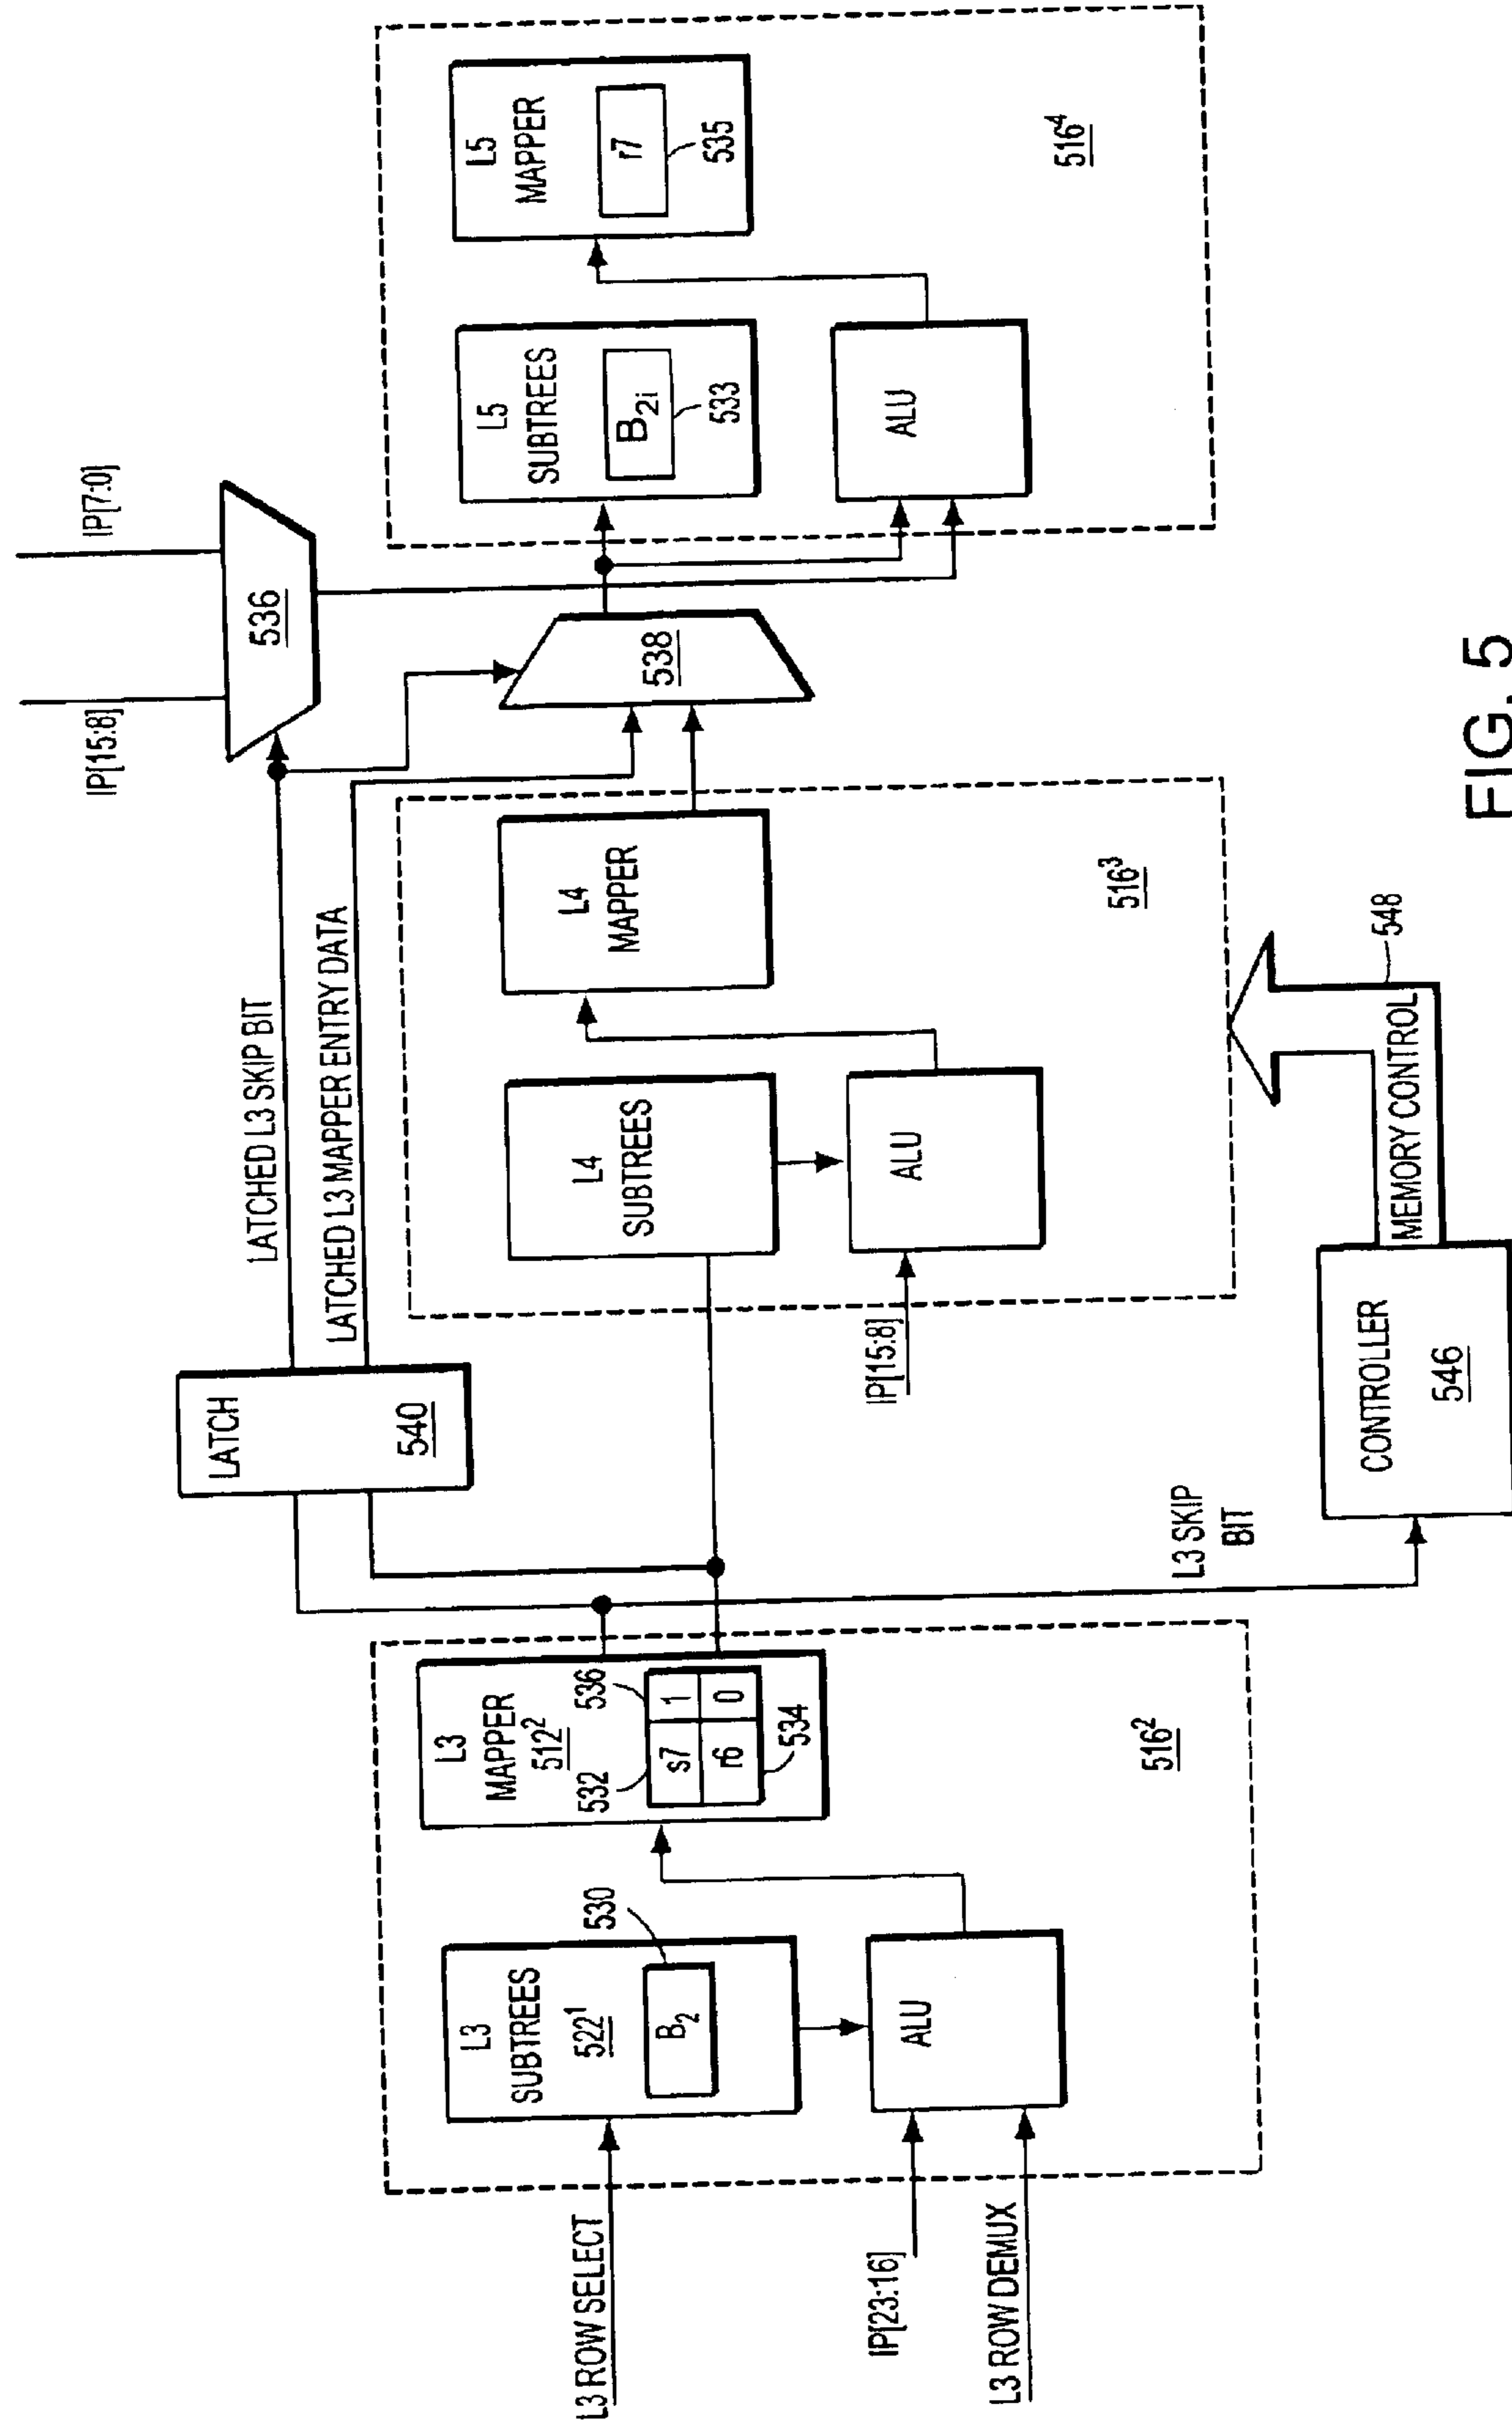 L3 ROW SELECT
IP[23:16]
L3 ROW DEMUX
L3
SUBTREES
522¹
530
B₂
ALU
L3
MAPPER
512²
532
536
s7
1
r6
0
534
516²
L3 SKIP
BIT
LATCH
540
LATCHED L3 SKIP BIT
LATCHED L3 MAPPER ENTRY DATA
IP[15:8]
L4
SUBTREES
ALU
L4
MAPPER
516³
CONTROLLER
546
MEMORY CONTROL
548
IP[15:8]
IP[7:0]
536
538
L5
SUBTREES
B₂ᵢ
533
ALU
L5
MAPPER
r7
535
516⁴
FIG. 5